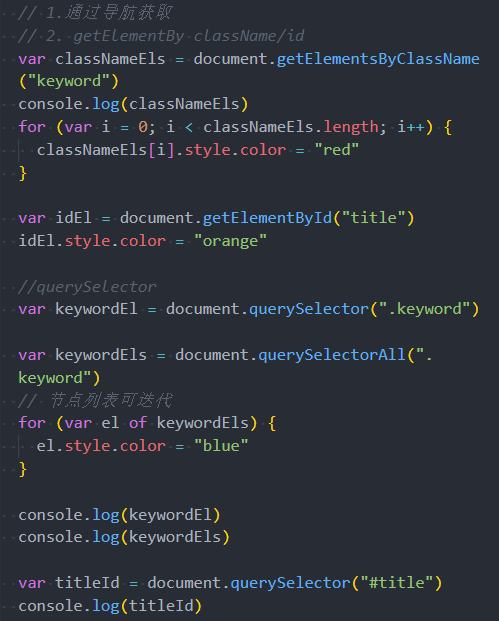 // 1.通过导航获取
// 2. getElementBy className/id
var classNameEls = document.getElementsByClassName
("keyword")
console.log(classNameEls)
for (var i = 0; i < classNameEls.length; i++) {
  classNameEls[i].style.color = "red"
}

var idEl = document.getElementById("title")
idEl.style.color = "orange"

//querySelector
var keywordEl = document.querySelector(".keyword")

var keywordEls = document.querySelectorAll(".
keyword")
// 节点列表可迭代
for (var el of keywordEls) {
  el.style.color = "blue"
}

console.log(keywordEl)
console.log(keywordEls)

var titleId = document.querySelector("#title")
console.log(titleId)